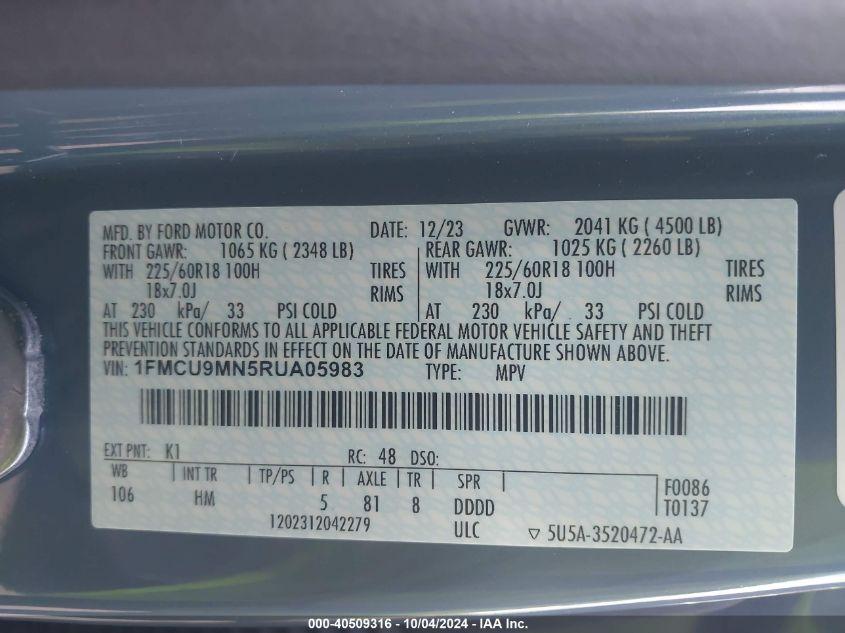 MFD. BY FORD MOTOR CO. DATE: 12/23 GVWR: 2041 KG ( 4500 LB)
FRONT GAWR: 1065 KG ( 2348 LB) REAR GAWR: 1025 KG ( 2260 LB)
WITH 225/60R18 100H TIRES WITH 225/60R18 100H TIRES
18x7.0J RIMS 18x7.0J RIMS
AT 230 kPa/ 33 PSI COLD AT 230 kPa/ 33 PSI COLD
THIS VEHICLE CONFORMS TO ALL APPLICABLE FEDERAL MOTOR VEHICLE SAFETY AND THEFT
PREVENTION STANDARDS IN EFFECT ON THE DATE OF MANUFACTURE SHOWN ABOVE.
VIN: 1FMCU9MN5RUA05983 TYPE: MPV
EXT PNT: K1 RC: 48 DSO:
WB INT TR TP/PS R AXLE TR SPR F0086
106 HM 5 81 8 DDDD T0137
1202312042279 ULC ▽ 5U5A-3520472-AA
000-40509316 - 10/04/2024 - IAA Inc.